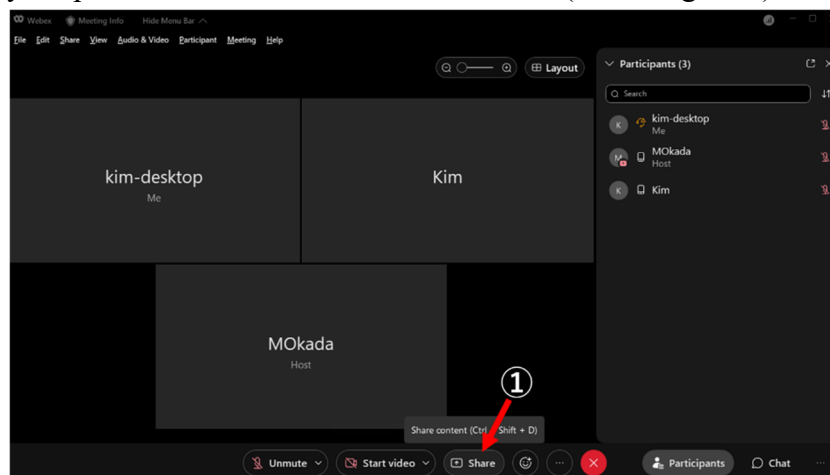 Webex Meeting Info Hide Menu Bar
File Edit Share View Audio & Video Participant Meeting Help
Layout
Participants (3)
Search
K kim-desktop
Me
M MOkada
Host
K Kim
kim-desktop
Me
Kim
MOkada
Host
①
Share content (Ctrl Shift + D)
Unmute Start video Share Participants Chat